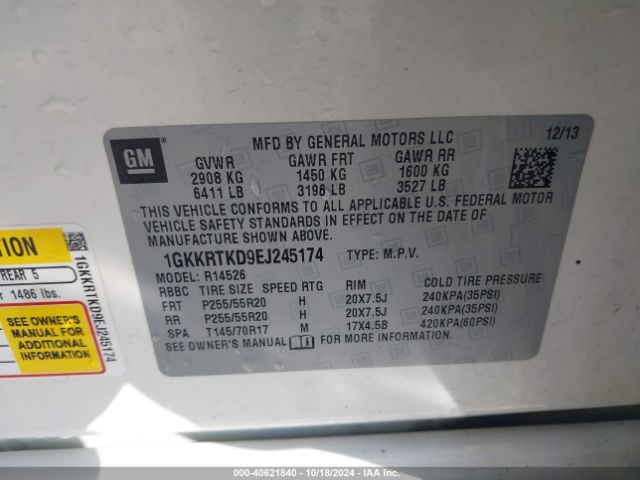 GM
MFD BY GENERAL MOTORS LLC 12/13
GVWR GAWR FRT GAWR RR
2908 KG 1450 KG 1600 KG
6411 LB 3196 LB 3527 LB
THIS VEHICLE CONFORMS TO ALL APPLICABLE U.S. FEDERAL MOTOR
VEHICLE SAFETY STANDARDS IN EFFECT ON THE DATE OF
MANUFACTURE SHOWN ABOVE.
1GKKRTKD9EJ245174 TYPE: M.P.V.
MODEL: R14526
RBBC TIRE SIZE SPEED RTG RIM COLD TIRE PRESSURE
FRT P255/55R20 H 20X7.5J 240KPA(35PSI)
RR P255/55R20 H 20X7.5J 240KPA(35PSI)
SPA T145/70R17 M 17X4.5B 420KPA(60PSI)
SEE OWNER'S MANUAL FOR MORE INFORMATION.
REAR 5
1486 lbs.
SEE OWNER'S
MANUAL FOR
ADDITIONAL
INFORMATION
1GKKRTKD9EJ245174
000-40621840 - 10/18/2024 - IAA Inc.